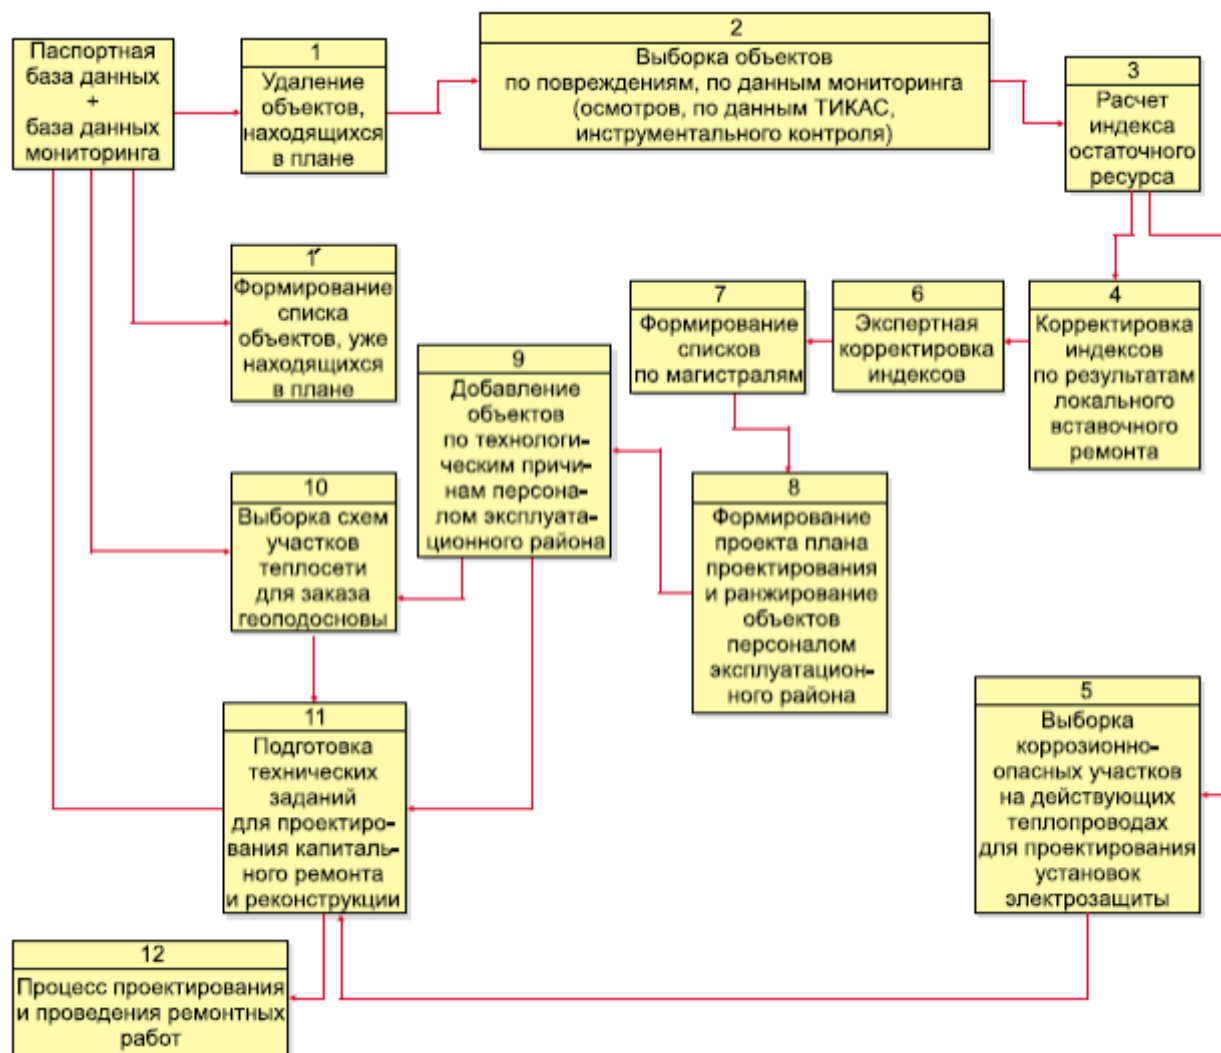 Паспортная
база данных
+
база данных
мониторинга
1
Удаление
объектов,
находящихся
в плане
2
Выборка объектов
по повреждениям, по данным мониторинга
(осмотров, по данным ТИКАС,
инструментального контроля)
3
Расчет
индекса
остаточного
ресурса
1'
Формирование
списка
объектов, уже
находящихся
в плане
9
Добавление
объектов
по технологи-
ческим причи-
нам персона-
лом эксплуата-
ционного района
7
Формирование
списков
по магистралям
6
Экспертная
корректировка
индексов
4
Корректировка
индексов
по результатам
локального
вставочного
ремонта
10
Выборка схем
участков
теплосети
для заказа
геоподосновы
8
Формирование
проекта плана
проектирования
и ранжирование
объектов
персоналом
эксплуатацион-
ного района
11
Подготовка
технических
заданий
для проектиро-
вания капиталь-
ного ремонта
и реконструкции
5
Выборка
коррозионно-
опасных участков
на действующих
теплопроводах
для проектирования
установок
электрозащиты
12
Процесс проектирования
и проведения ремонтных
работ